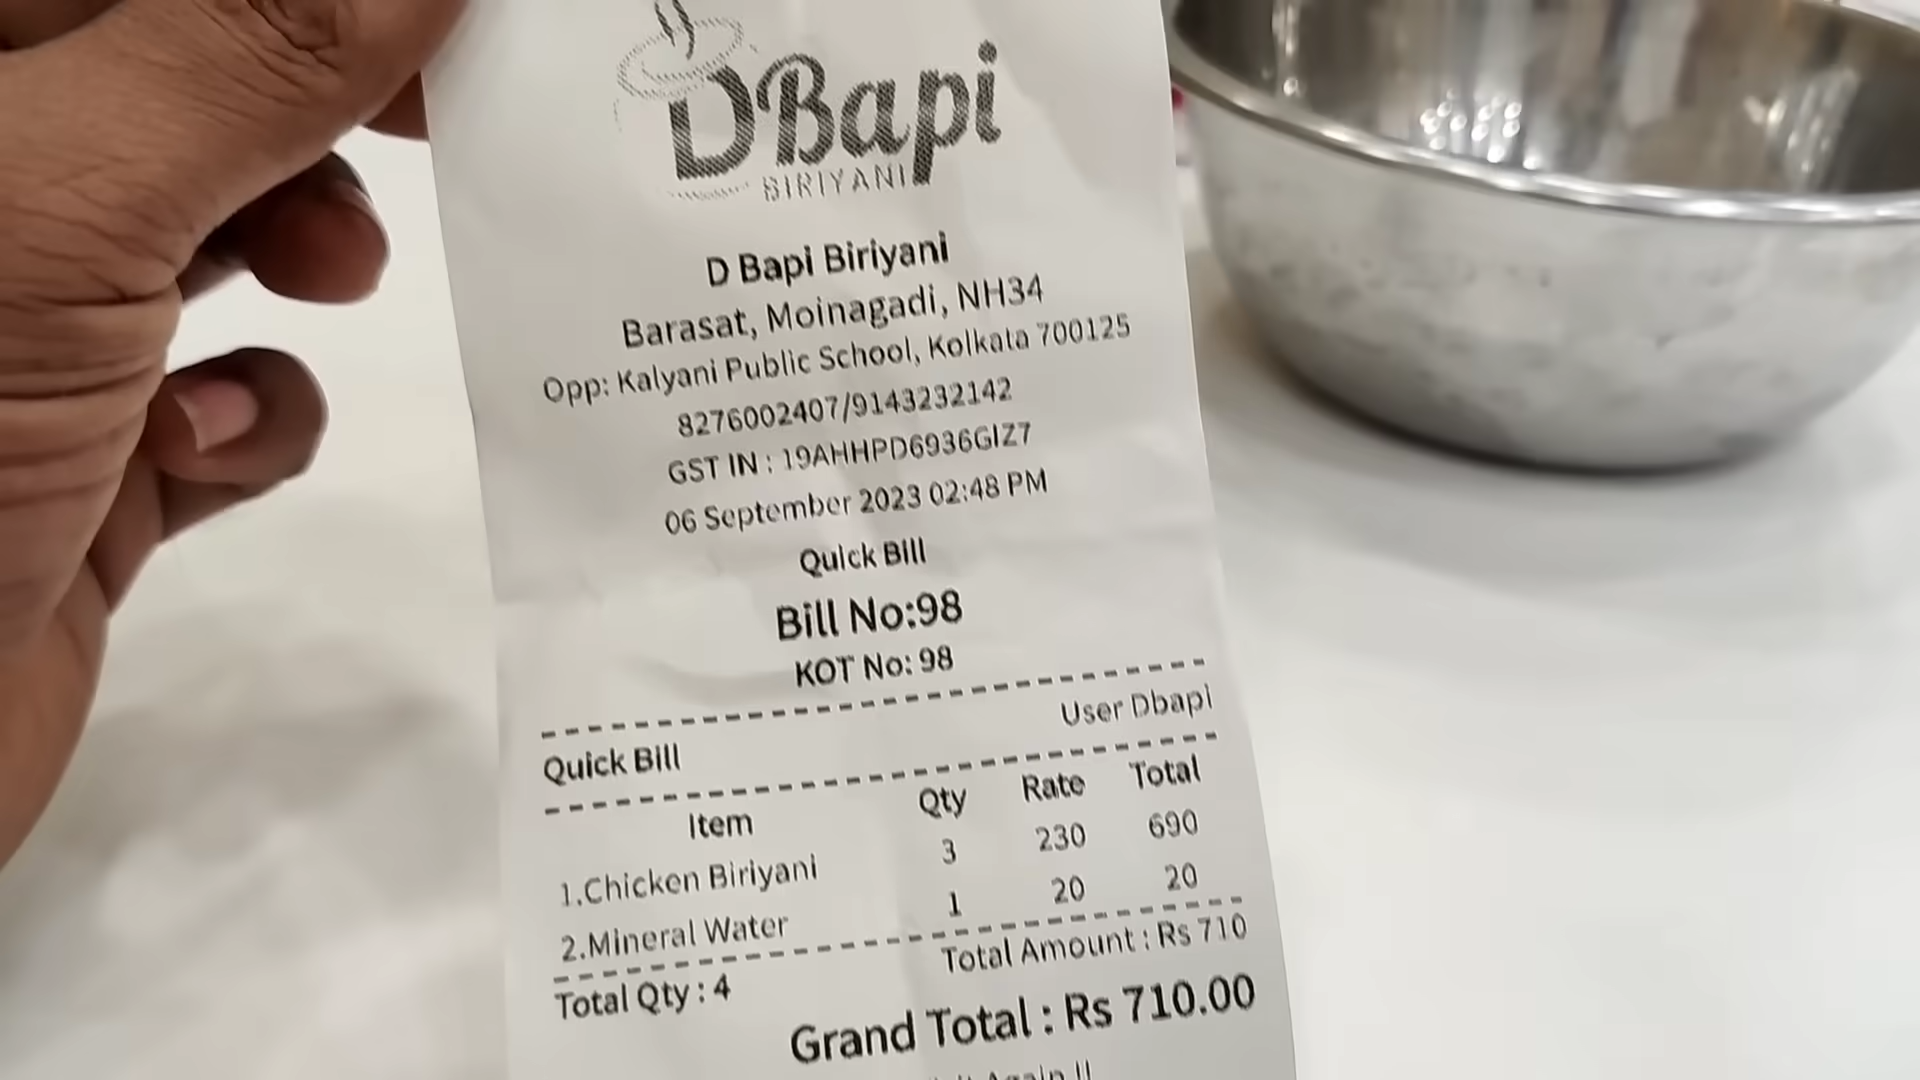 DBapi
BIRIYANI
D Bapi Biriyani
Barasat, Moinagadi, NH34
Opp: Kalyani Public School, Kolkata 700125
8276002407/9143232142
GST IN : 19AHHPD6936GIZ7
06 September 2023 02:48 PM
Quick Bill
Bill No:98
KOT No: 98
Quick Bill User Dbapi
Item Qty Rate Total
1.Chicken Biriyani 3 230 690
2.Mineral Water 1 20 20
Total Qty : 4 Total Amount : Rs 710
Grand Total : Rs 710.00
Again !!